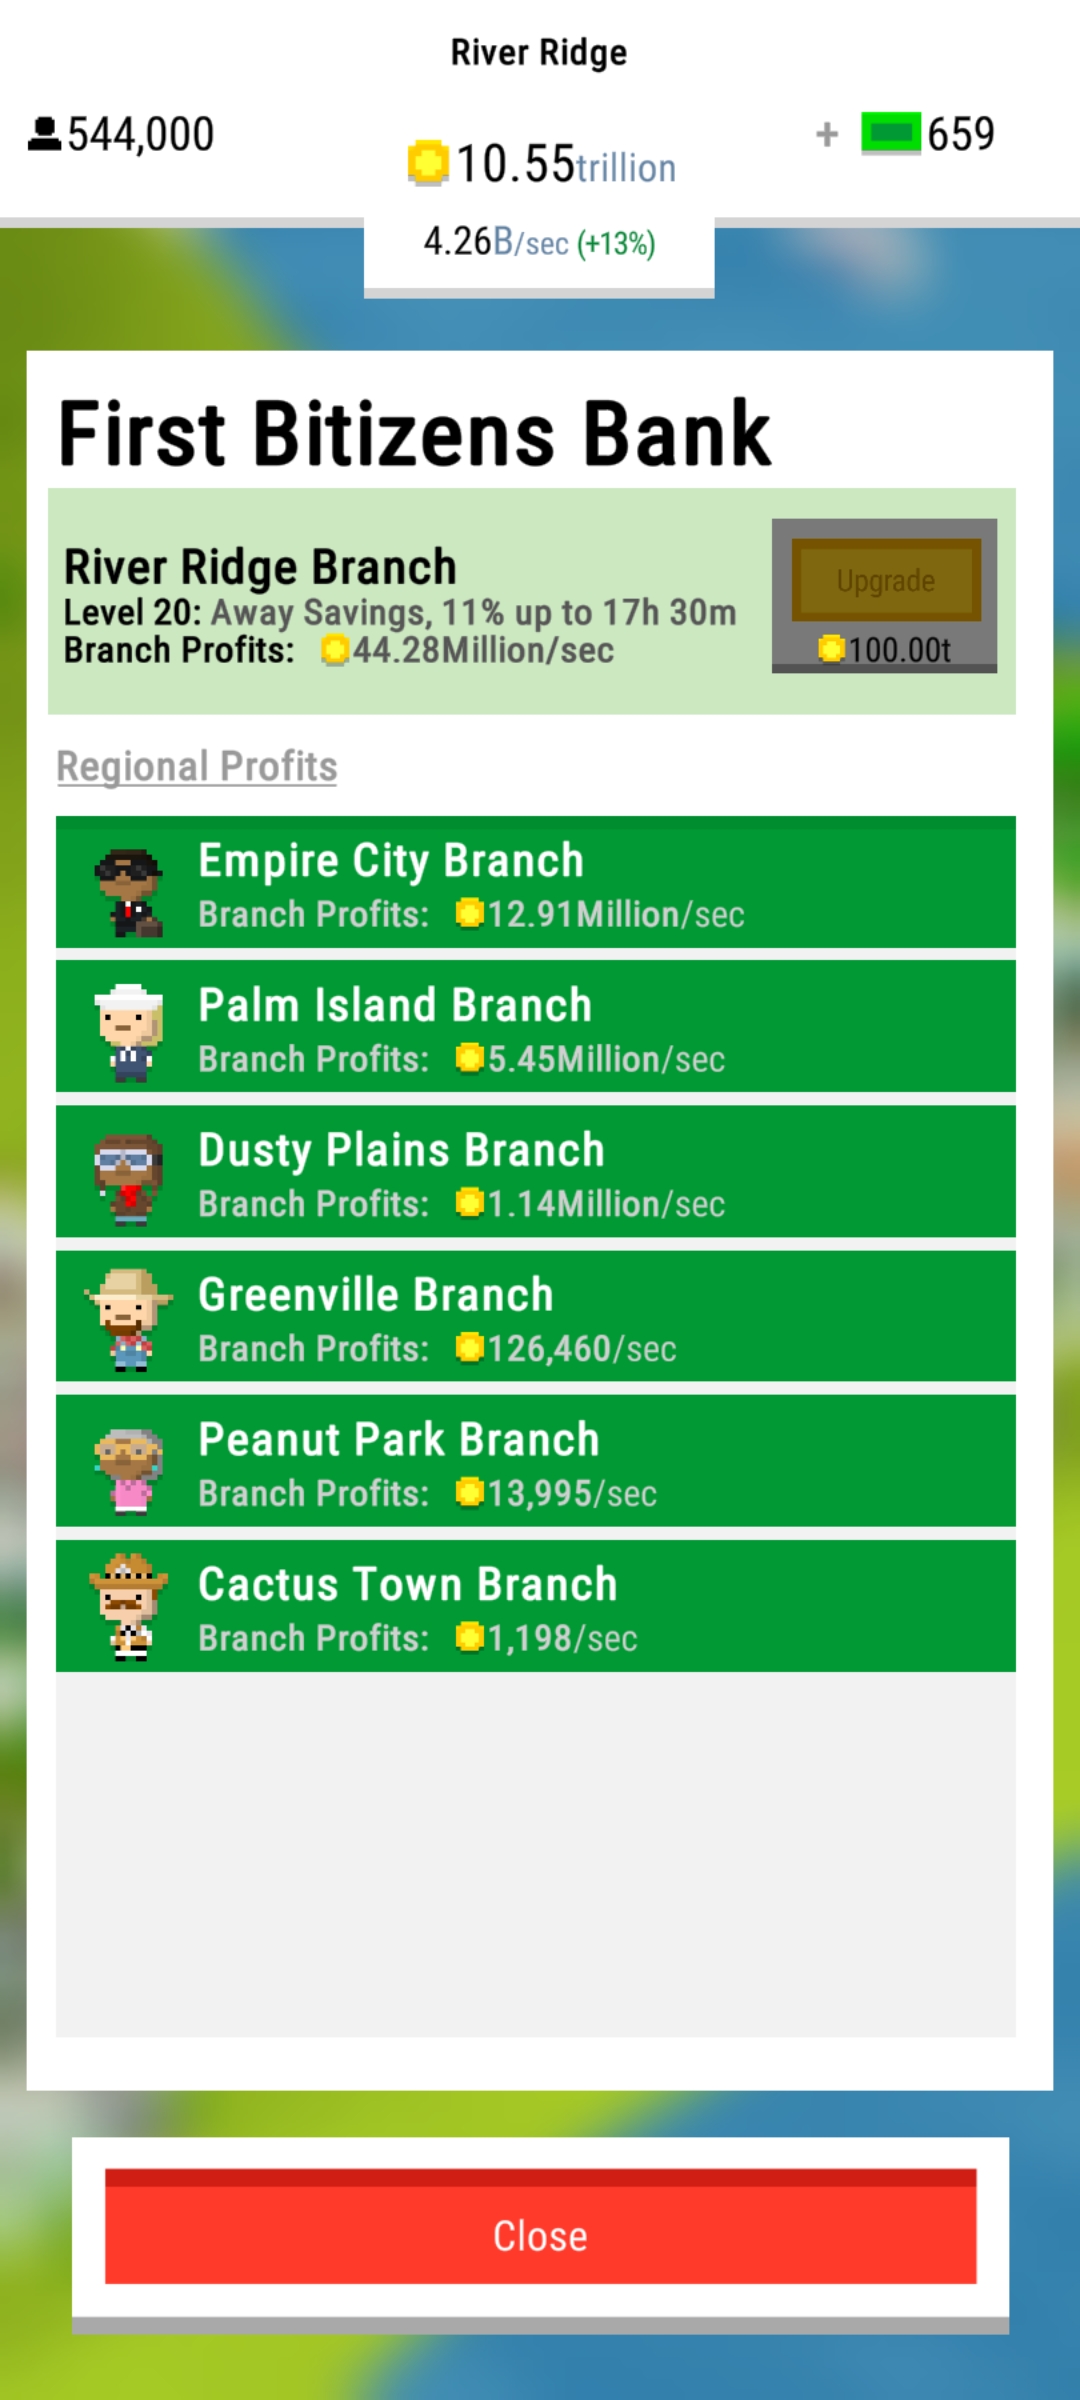 River Ridge
544,000
10.55trillion
+ 659
4.26B/sec (+13%)
First Bitizens Bank
River Ridge Branch
Level 20: Away Savings, 11% up to 17h 30m
Branch Profits: 44.28Million/sec
Upgrade
100.00t
Regional Profits
Empire City Branch
Branch Profits: 12.91Million/sec
Palm Island Branch
Branch Profits: 5.45Million/sec
Dusty Plains Branch
Branch Profits: 1.14Million/sec
Greenville Branch
Branch Profits: 126,460/sec
Peanut Park Branch
Branch Profits: 13,995/sec
Cactus Town Branch
Branch Profits: 1,198/sec
Close